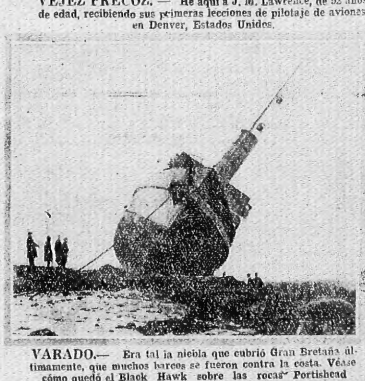 VEJEZ PRECOZ. — He aquí a J. M. Lawrence, de 92 años
de edad, recibiendo sus primeras lecciones de pilotaje de aviones
en Denver, Estados Unidos.
VARADO.— Era tal la niebla que cubrió Gran Bretaña úl-
timamente, que muchos barcos se fueron contra la costa. Véase
cómo quedó el Black Hawk sobre las rocas Portishead